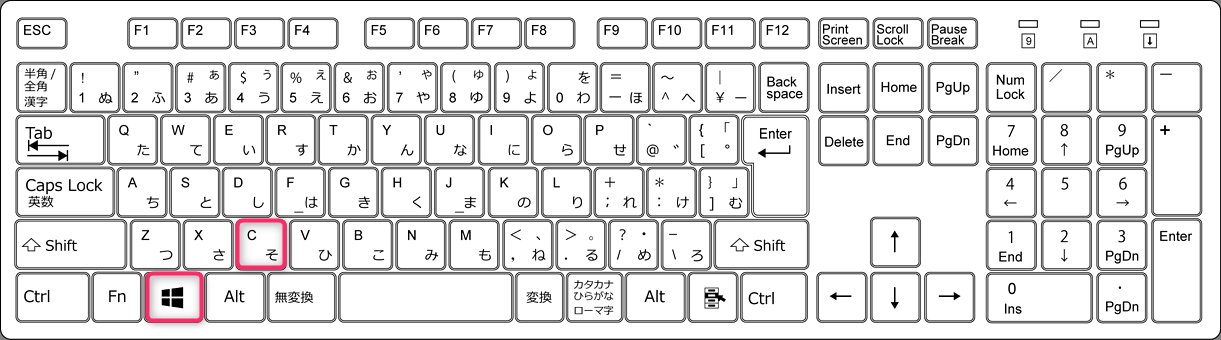 ESC F1 F2 F3 F4 F5 F6 F7 F8 F9 F10 F11 F12 Print Screen Scroll Lock Pause Break 9 A ↓
半角/
全角
漢字
! 1 ぬ
" 2 ふ
# ぁ 3 あ
$ ぅ 4 う
% ぇ 5 え
& ぉ 6 お
' ゃ 7 や
( ゅ 8 ゆ
) ょ 9 よ
を 0 わ
= ー ほ
～ ^ へ
| ¥ ー
Back
space
Insert Home PgUp
Num
Lock
／ ＊ ー
Tab
Q た
W て
E い
R す
T か
Y ん
U な
I に
O ら
P せ
` @ ゛
{ 「 [ ゜
Enter
Delete End PgDn
7
Home
8
↑
9
PgUp
+
Caps Lock
英数
A ち
S と
D し
F _は
G き
H く
J _ま
K の
L り
+ ; れ
* : け
} 」 ] む
4
←
5
6
→
Shift
Z つ
X さ
C そ
V ひ
B こ
N み
M も
< 、 , ね
> 。 . る
? ・ / め
_ \ ろ
Shift
↑
1
End
2
↓
3
PgDn
Enter
Ctrl Fn Alt 無変換 変換
カタカナ
ひらがな
ローマ字
Alt Ctrl
← ↓ →
0
Ins
.
PgDn